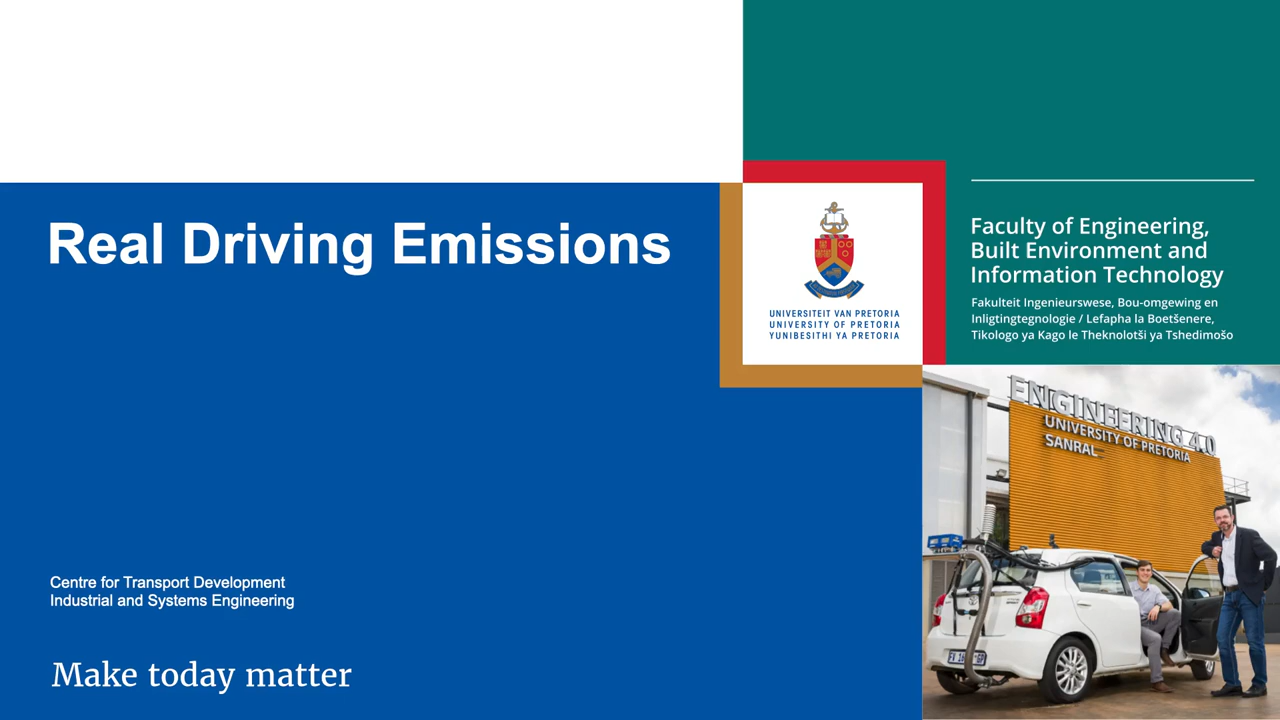 Real Driving Emissions
UNIVERSITEIT VAN PRETORIA
UNIVERSITY OF PRETORIA
YUNIBESITHI YA PRETORIA
Faculty of Engineering,
Built Environment and
Information Technology
Fakulteit Ingenieurswese, Bou-omgewing en
Inligtingtegnologie / Lefapha la Boetšenere,
Tikologo ya Kago le Theknolotši ya Tshedimošo
ENGINEERING 4.0
UNIVERSITY OF PRETORIA
SANRAL
Centre for Transport Development
Industrial and Systems Engineering
Make today matter